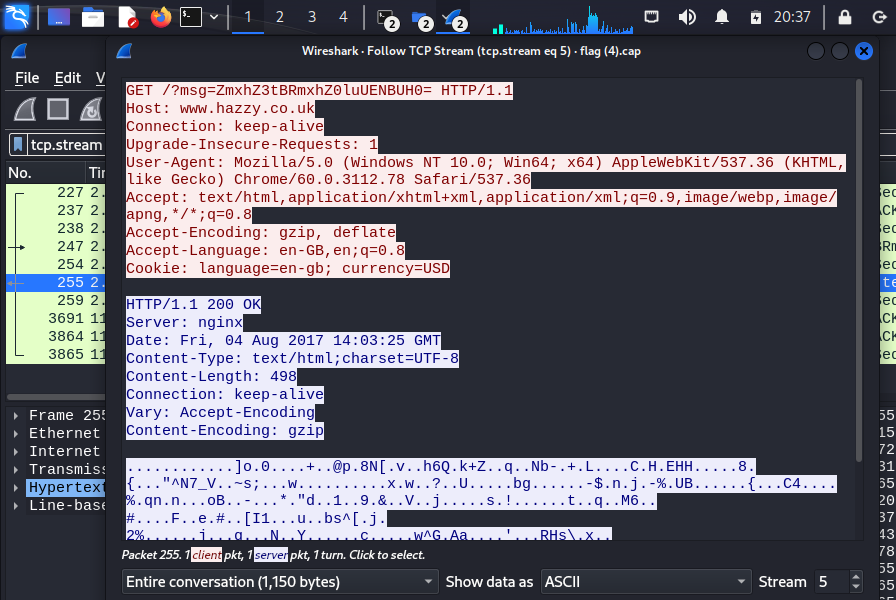 1 2 3 4 2 2 2 20:37
Wireshark · Follow TCP Stream (tcp.stream eq 5) · flag (4).cap
File Edit V
tcp.stream
No. Tin
227 2.
237 2.
238 2.
247 2.
254 2.
255 2.
259 2.
3691 11
3864 11
3865 11
GET /?msg=ZmxhZ3tBRmxhZ0luUENBUH0= HTTP/1.1
Host: www.hazzy.co.uk
Connection: keep-alive
Upgrade-Insecure-Requests: 1
User-Agent: Mozilla/5.0 (Windows NT 10.0; Win64; x64) AppleWebKit/537.36 (KHTML,
like Gecko) Chrome/60.0.3112.78 Safari/537.36
Accept: text/html,application/xhtml+xml,application/xml;q=0.9,image/webp,image/
apng,*/*;q=0.8
Accept-Encoding: gzip, deflate
Accept-Language: en-GB,en;q=0.8
Cookie: language=en-gb; currency=USD
HTTP/1.1 200 OK
Server: nginx
Date: Fri, 04 Aug 2017 14:03:25 GMT
Content-Type: text/html;charset=UTF-8
Content-Length: 498
Connection: keep-alive
Vary: Accept-Encoding
Content-Encoding: gzip
............]o.0....+..@p.8N[.v..h6Q.k+Z..q..Nb-.+.L....C.H.EHH.....8.
{..."^N7_V..~s;...w..........x.w..?..U.....bg......-$.n.j.-%.UB......{...C4....
%.qn.n...oB..-...*."d..1..9.&..V..j.....s.!......t..q..M6..
#....F..e.#..[I1...u..bs^[.j.
2%......j...q...N..Y......c.....w^G.Aa....'...RHs\.x..
Frame 255
Ethernet
Internet
Transmiss
Hypertext
Line-base
Packet 255. 1 client pkt, 1 server pkt, 1 turn. Click to select.
Entire conversation (1,150 bytes) Show data as ASCII Stream 5